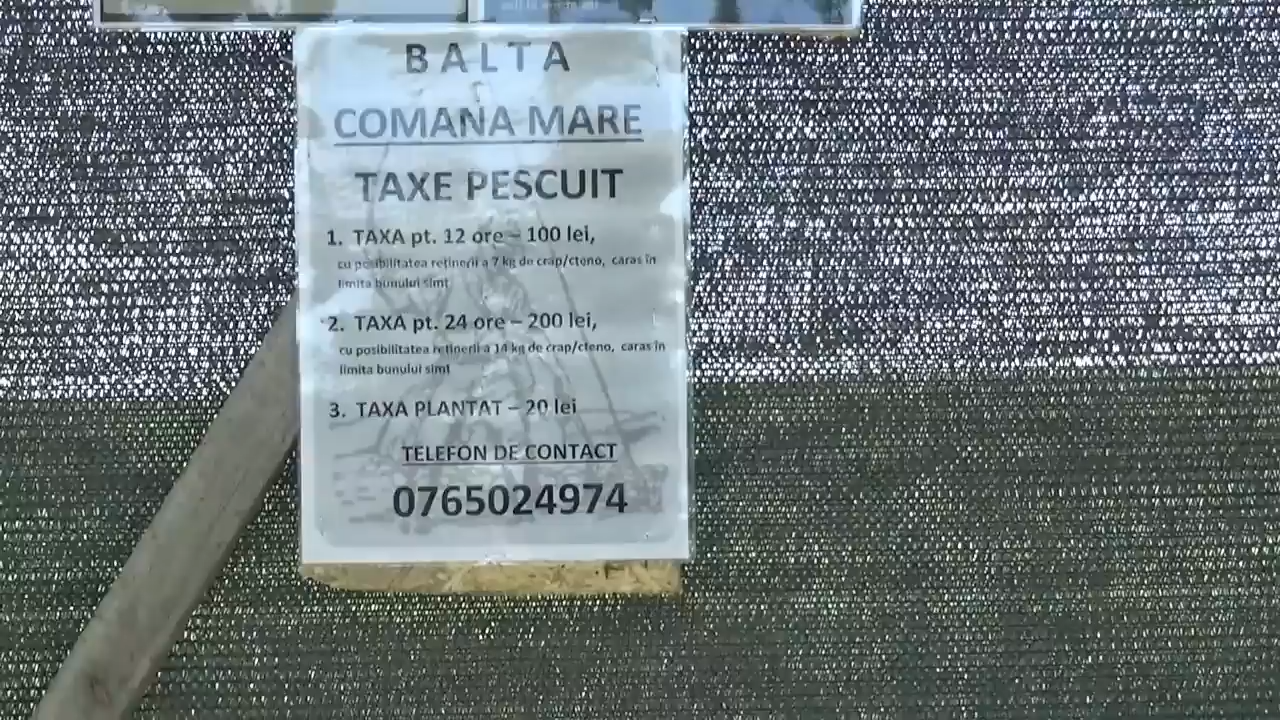 BALTA
COMANA MARE
TAXE PESCUIT
1. TAXA pt. 12 ore – 100 lei,
cu posibilitatea reținerii a 7 kg de crap/cteno, caras în
limita bunului simt
2. TAXA pt. 24 ore – 200 lei,
cu posibilitatea reținerii a 14 kg de crap/cteno, caras în
limita bunului simt
3. TAXA PLANTAT – 20 lei
TELEFON DE CONTACT
0765024974